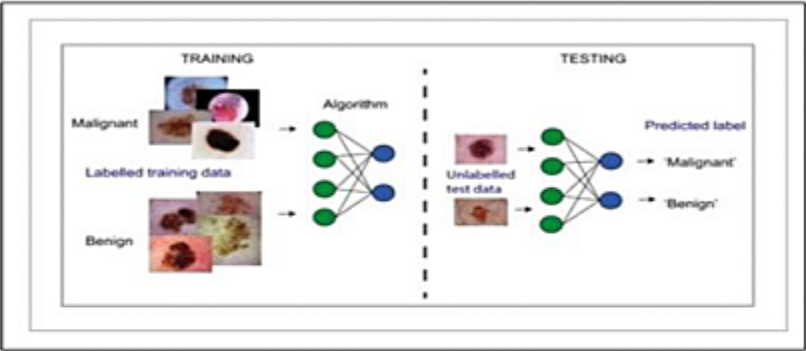 TRAINING
Malignant
Algorithm
Labelled training data
Benign
TESTING
Predicted label
Unlabelled
test data
'Malignant'
'Benign'